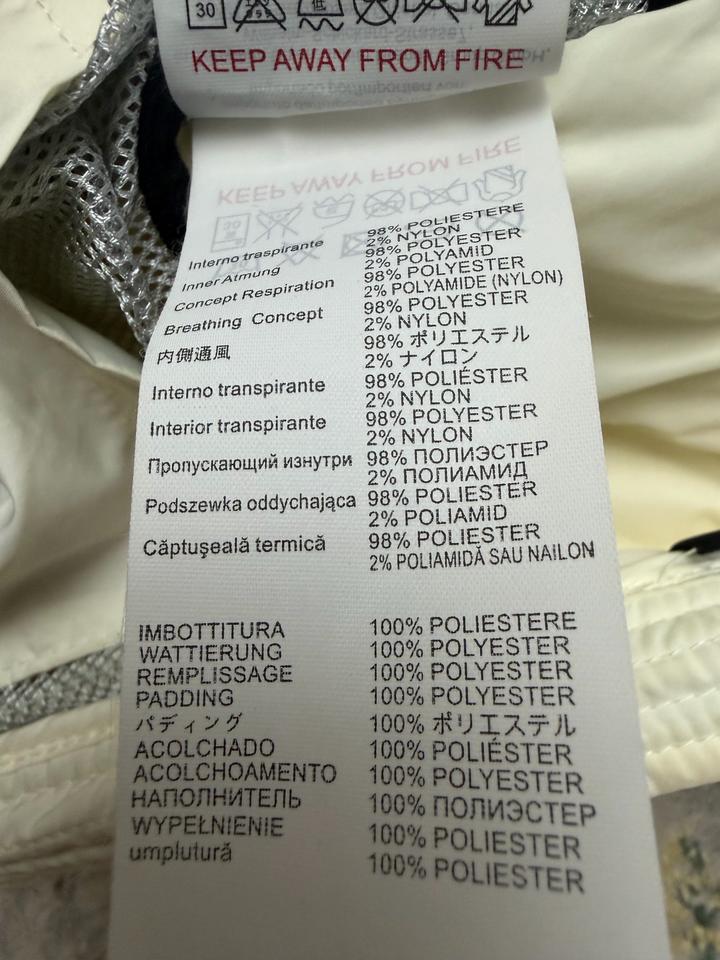 30
低
KEEP AWAY FROM FIRE
KEEP AWAY FROM FIRE
Interno traspirante 98% POLIESTERE
2% NYLON
Inner Atmung 98% POLYESTER
2% POLYAMID
Concept Respiration 98% POLYESTER
2% POLYAMIDE (NYLON)
Breathing Concept 98% POLYESTER
2% NYLON
内側通風 98% ポリエステル
2% ナイロン
Interno transpirante 98% POLIÉSTER
2% NYLON
Interior transpirante 98% POLYESTER
2% NYLON
Пропускающий изнутри 98% ПОЛИЭСТЕР
2% ПОЛИАМИД
Podszewka oddychająca 98% POLIESTER
2% POLIAMID
Căptuşeală termică 98% POLIESTER
2% POLIAMIDĂ SAU NAILON
IMBOTTITURA 100% POLIESTERE
WATTIERUNG 100% POLYESTER
REMPLISSAGE 100% POLYESTER
PADDING 100% POLYESTER
パディング 100% ポリエステル
ACOLCHADO 100% POLIÉSTER
ACOLCHOAMENTO 100% POLYESTER
НАПОЛНИТЕЛЬ 100% ПОЛИЭСТЕР
WYPEŁNIENIE 100% POLIESTER
umplutură 100% POLIESTER